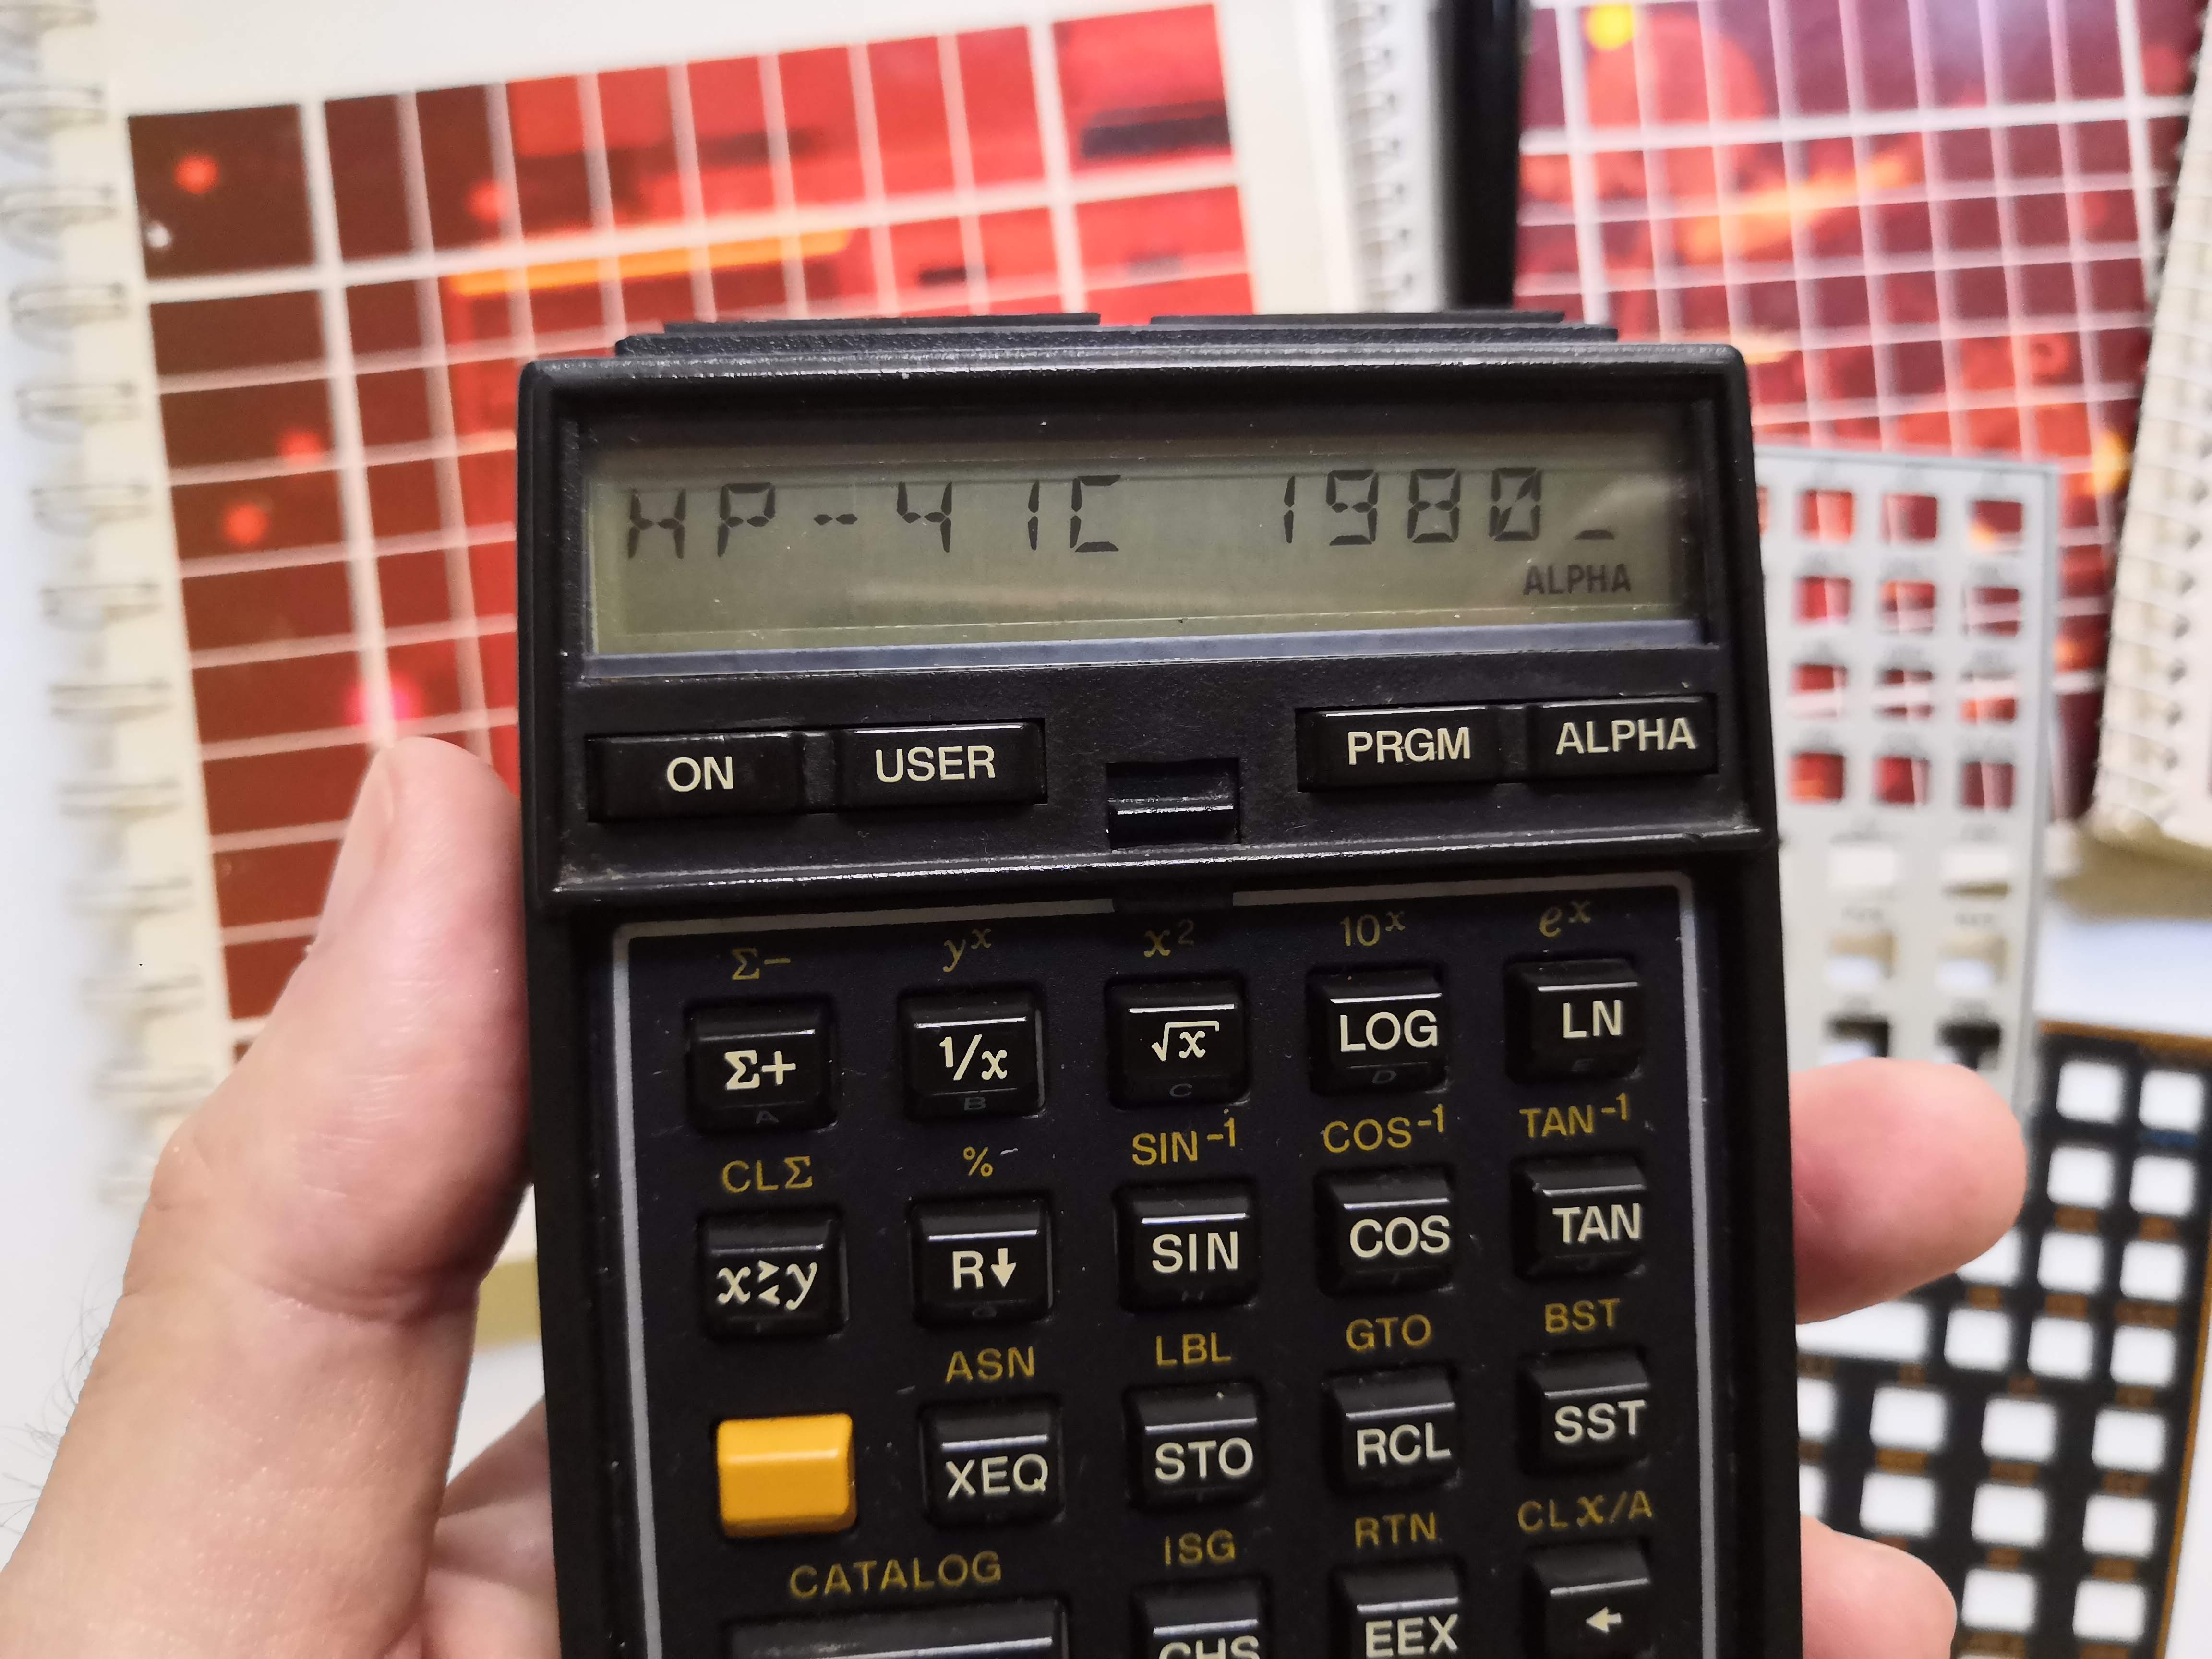 HP-41C 1980_
ALPHA
ON USER PRGM ALPHA
Σ− yˣ x² 10ˣ eˣ
Σ+ 1/x √x LOG LN
A B C D E
CLΣ % SIN⁻¹ COS⁻¹ TAN⁻¹
x≷y R↓ SIN COS TAN
ASN LBL GTO BST
XEQ STO RCL SST
CATALOG ISG RTN CLX/A
CHS EEX ←